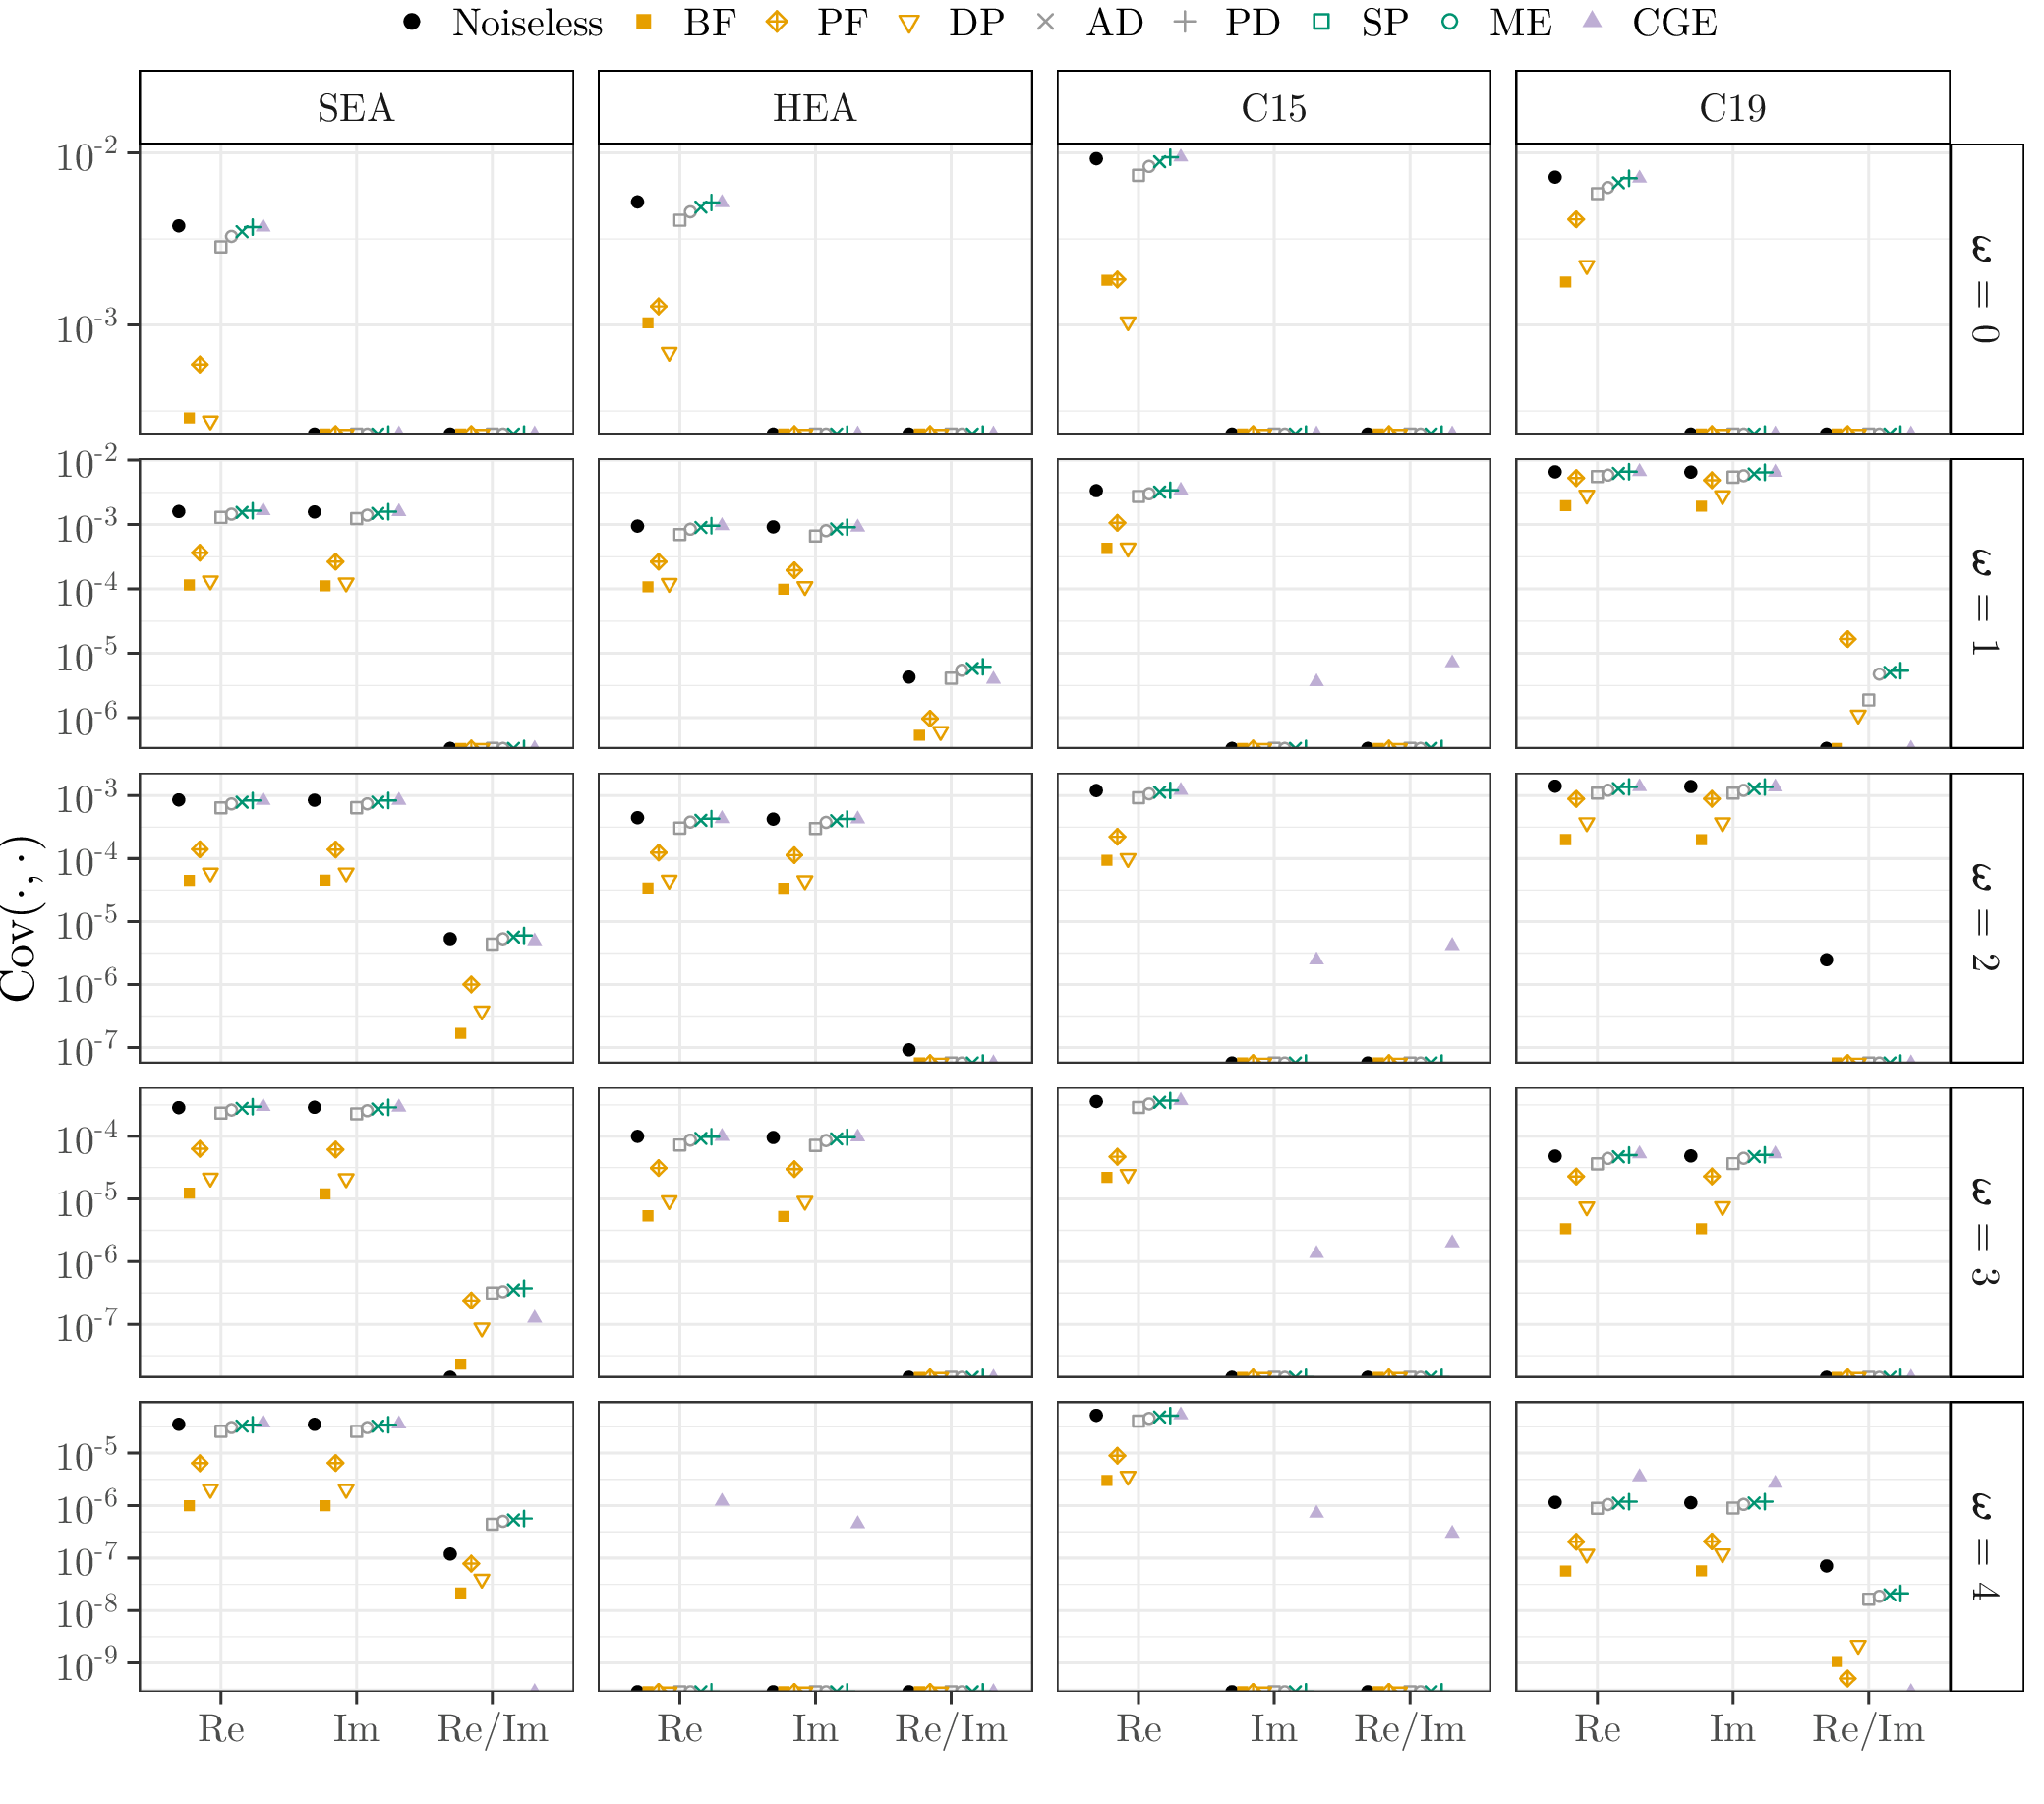 Noiseless BF PF DP AD PD SP ME CGE
SEA HEA C15 C19
10-2
10-3
ω = 0
10-2
10-3
10-4
10-5
10-6
ω = 1
10-3
10-4
10-5
10-6
10-7
ω = 2
Cov(·,·)
10-4
10-5
10-6
10-7
ω = 3
10-5
10-6
10-7
10-8
10-9
ω = 4
Re Im Re/Im Re Im Re/Im Re Im Re/Im Re Im Re/Im